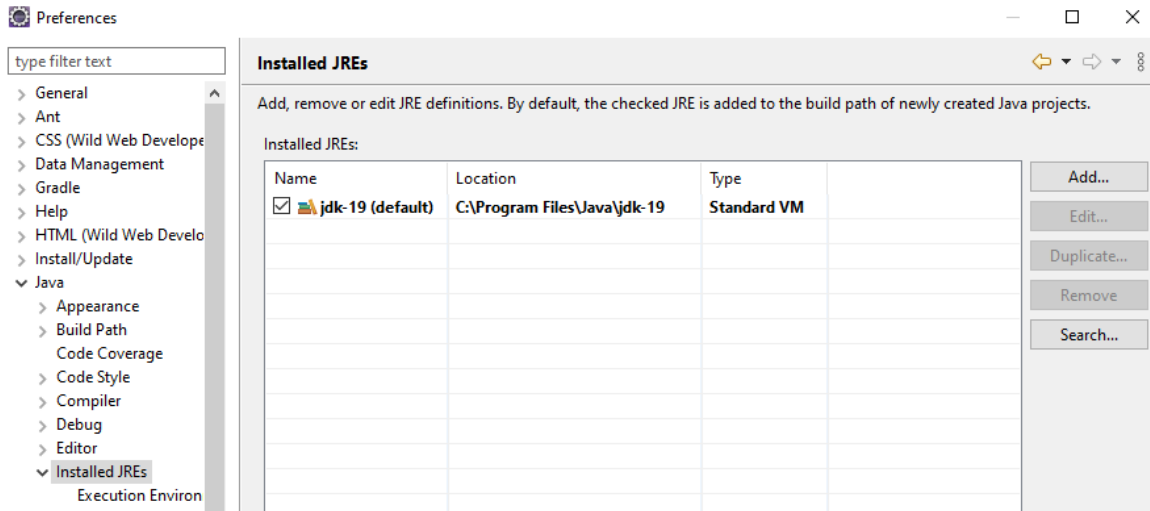 Preferences
type filter text
General
Ant
CSS (Wild Web Develope
Data Management
Gradle
Help
HTML (Wild Web Develo
Install/Update
Java
Appearance
Build Path
Code Coverage
Code Style
Compiler
Debug
Editor
Installed JREs
Execution Environ
Installed JREs
Add, remove or edit JRE definitions. By default, the checked JRE is added to the build path of newly created Java projects.
Installed JREs:
Name Location Type
jdk-19 (default) C:\Program Files\Java\jdk-19 Standard VM
Add...
Edit...
Duplicate...
Remove
Search...